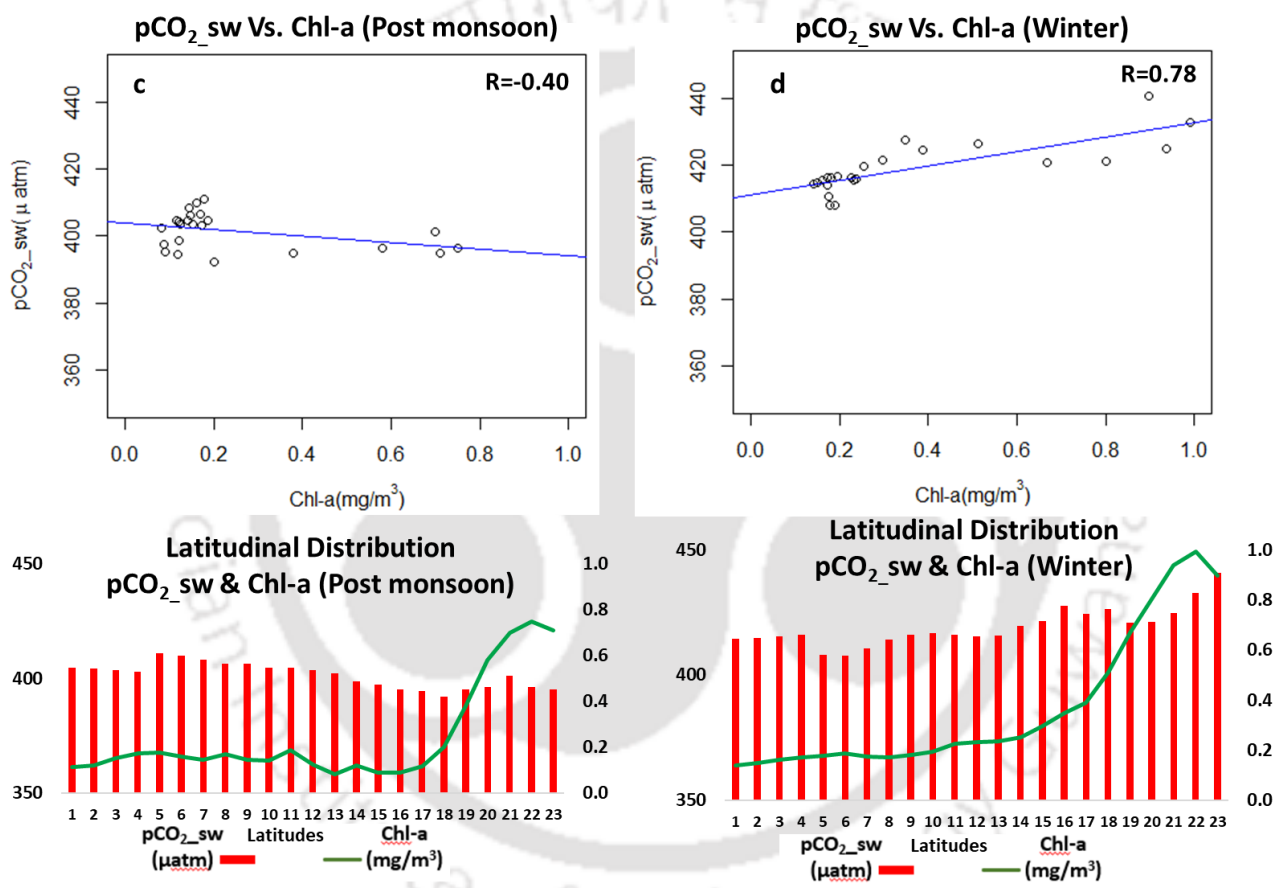 pCO2_sw Vs. Chl-a (Post monsoon)
c
R=-0.40
440
420
400
380
360
pCO2_sw( μ atm)
0.0 0.2 0.4 0.6 0.8 1.0
Chl-a(mg/m3)
pCO2_sw Vs. Chl-a (Winter)
d
R=0.78
440
420
400
380
360
pCO2_sw( μ atm)
0.0 0.2 0.4 0.6 0.8 1.0
Chl-a(mg/m3)
Latitudinal Distribution
pCO2_sw & Chl-a (Post monsoon)
450
400
350
1.0
0.8
0.6
0.4
0.2
0.0
1 2 3 4 5 6 7 8 9 10 11 12 13 14 15 16 17 18 19 20 21 22 23
pCO2_sw Latitudes Chl-a
(μatm) (mg/m3)
Latitudinal Distribution
pCO2_sw & Chl-a (Winter)
450
400
350
1.0
0.8
0.6
0.4
0.2
0.0
1 2 3 4 5 6 7 8 9 10 11 12 13 14 15 16 17 18 19 20 21 22 23
pCO2_sw Latitudes Chl-a
(μatm) (mg/m3)